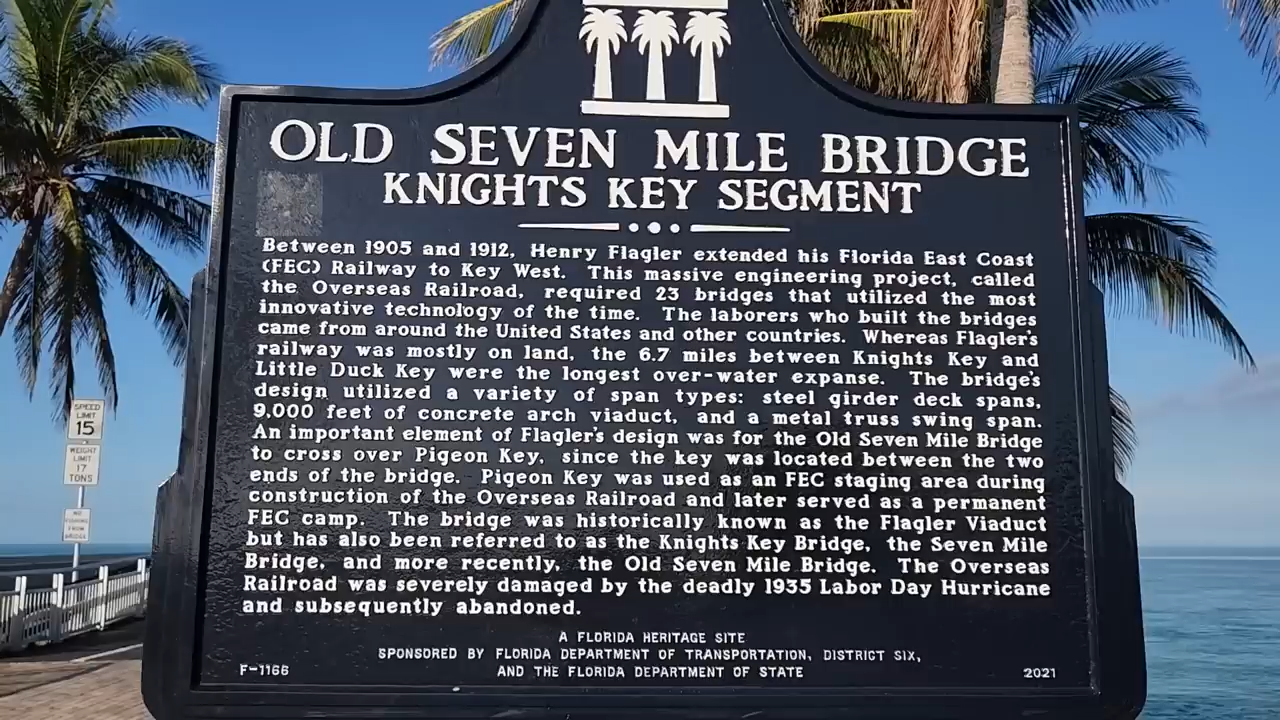 OLD SEVEN MILE BRIDGE
KNIGHTS KEY SEGMENT
Between 1905 and 1912, Henry Flagler extended his Florida East Coast
(FEC) Railway to Key West. This massive engineering project, called
the Overseas Railroad, required 23 bridges that utilized the most
innovative technology of the time. The laborers who built the bridges
came from around the United States and other countries. Whereas Flagler's
railway was mostly on land, the 6.7 miles between Knights Key and
Little Duck Key were the longest over-water expanse. The bridge's
design utilized a variety of span types: steel girder deck spans,
9,000 feet of concrete arch viaduct, and a metal truss swing span.
An important element of Flagler's design was for the Old Seven Mile Bridge
to cross over Pigeon Key, since the key was located between the two
ends of the bridge. Pigeon Key was used as an FEC staging area during
construction of the Overseas Railroad and later served as a permanent
FEC camp. The bridge was historically known as the Flagler Viaduct
but has also been referred to as the Knights Key Bridge, the Seven Mile
Bridge, and more recently, the Old Seven Mile Bridge. The Overseas
Railroad was severely damaged by the deadly 1935 Labor Day Hurricane
and subsequently abandoned.
A FLORIDA HERITAGE SITE
SPONSORED BY FLORIDA DEPARTMENT OF TRANSPORTATION, DISTRICT SIX,
AND THE FLORIDA DEPARTMENT OF STATE
F-1166
2021
SPEED
LIMIT
15
WEIGHT
LIMIT
17
TONS
NO
FISHING
FROM
BRIDGE